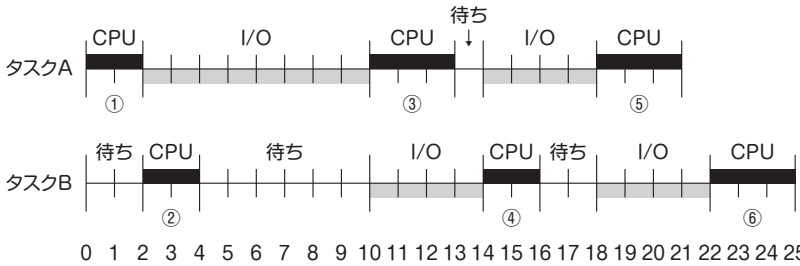 待ち
CPU I/O CPU I/O CPU
タスクA
① ③ ⑤
待ち CPU 待ち I/O CPU 待ち I/O CPU
タスクB
② ④ ⑥
0 1 2 3 4 5 6 7 8 9 10 11 12 13 14 15 16 17 18 19 20 21 22 23 24 25